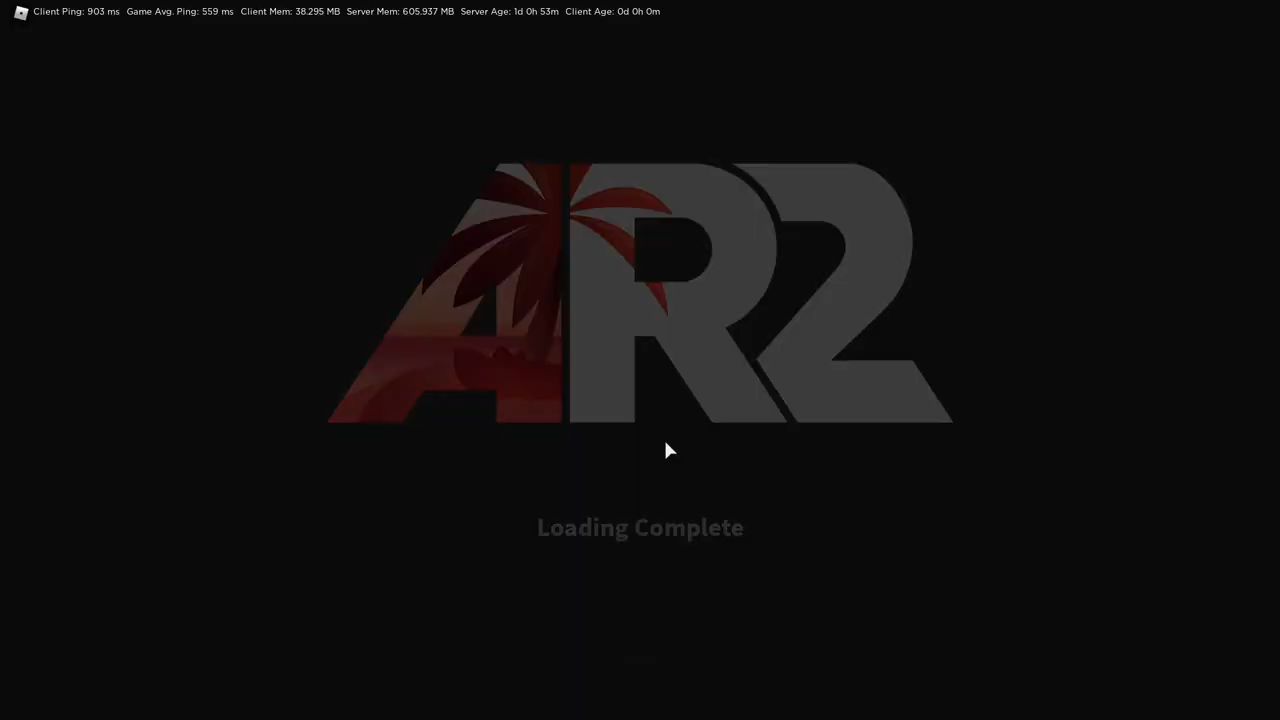 Client Ping: 903 ms Game Avg. Ping: 559 ms Client Mem: 38.295 MB Server Mem: 605.937 MB Server Age: 1d 0h 53m Client Age: 0d 0h 0m
AR2
Loading Complete